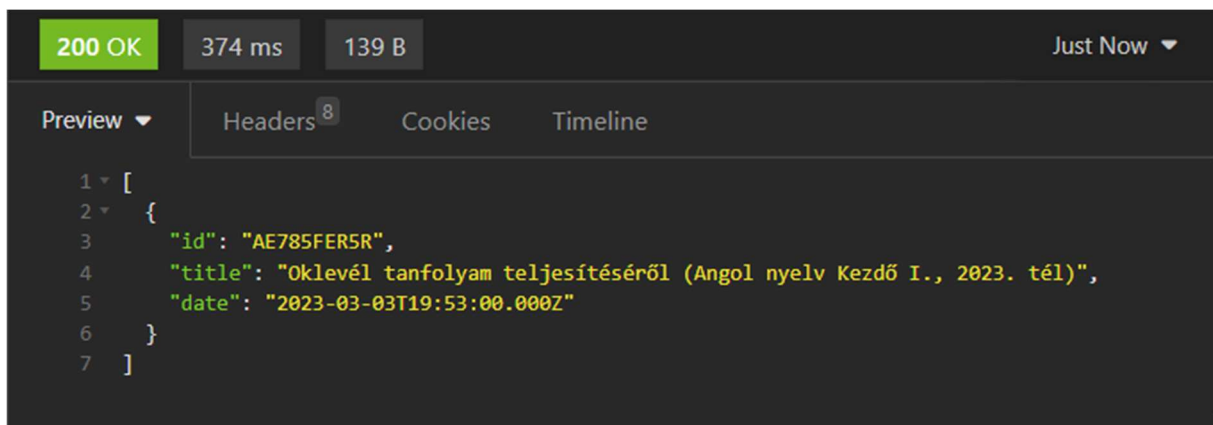 200 OK 374 ms 139 B Just Now
Preview Headers 8 Cookies Timeline
1 [
2 {
3 "id": "AE785FER5R",
4 "title": "Oklevél tanfolyam teljesítéséről (Angol nyelv Kezdő I., 2023. tél)",
5 "date": "2023-03-03T19:53:00.000Z"
6 }
7 ]